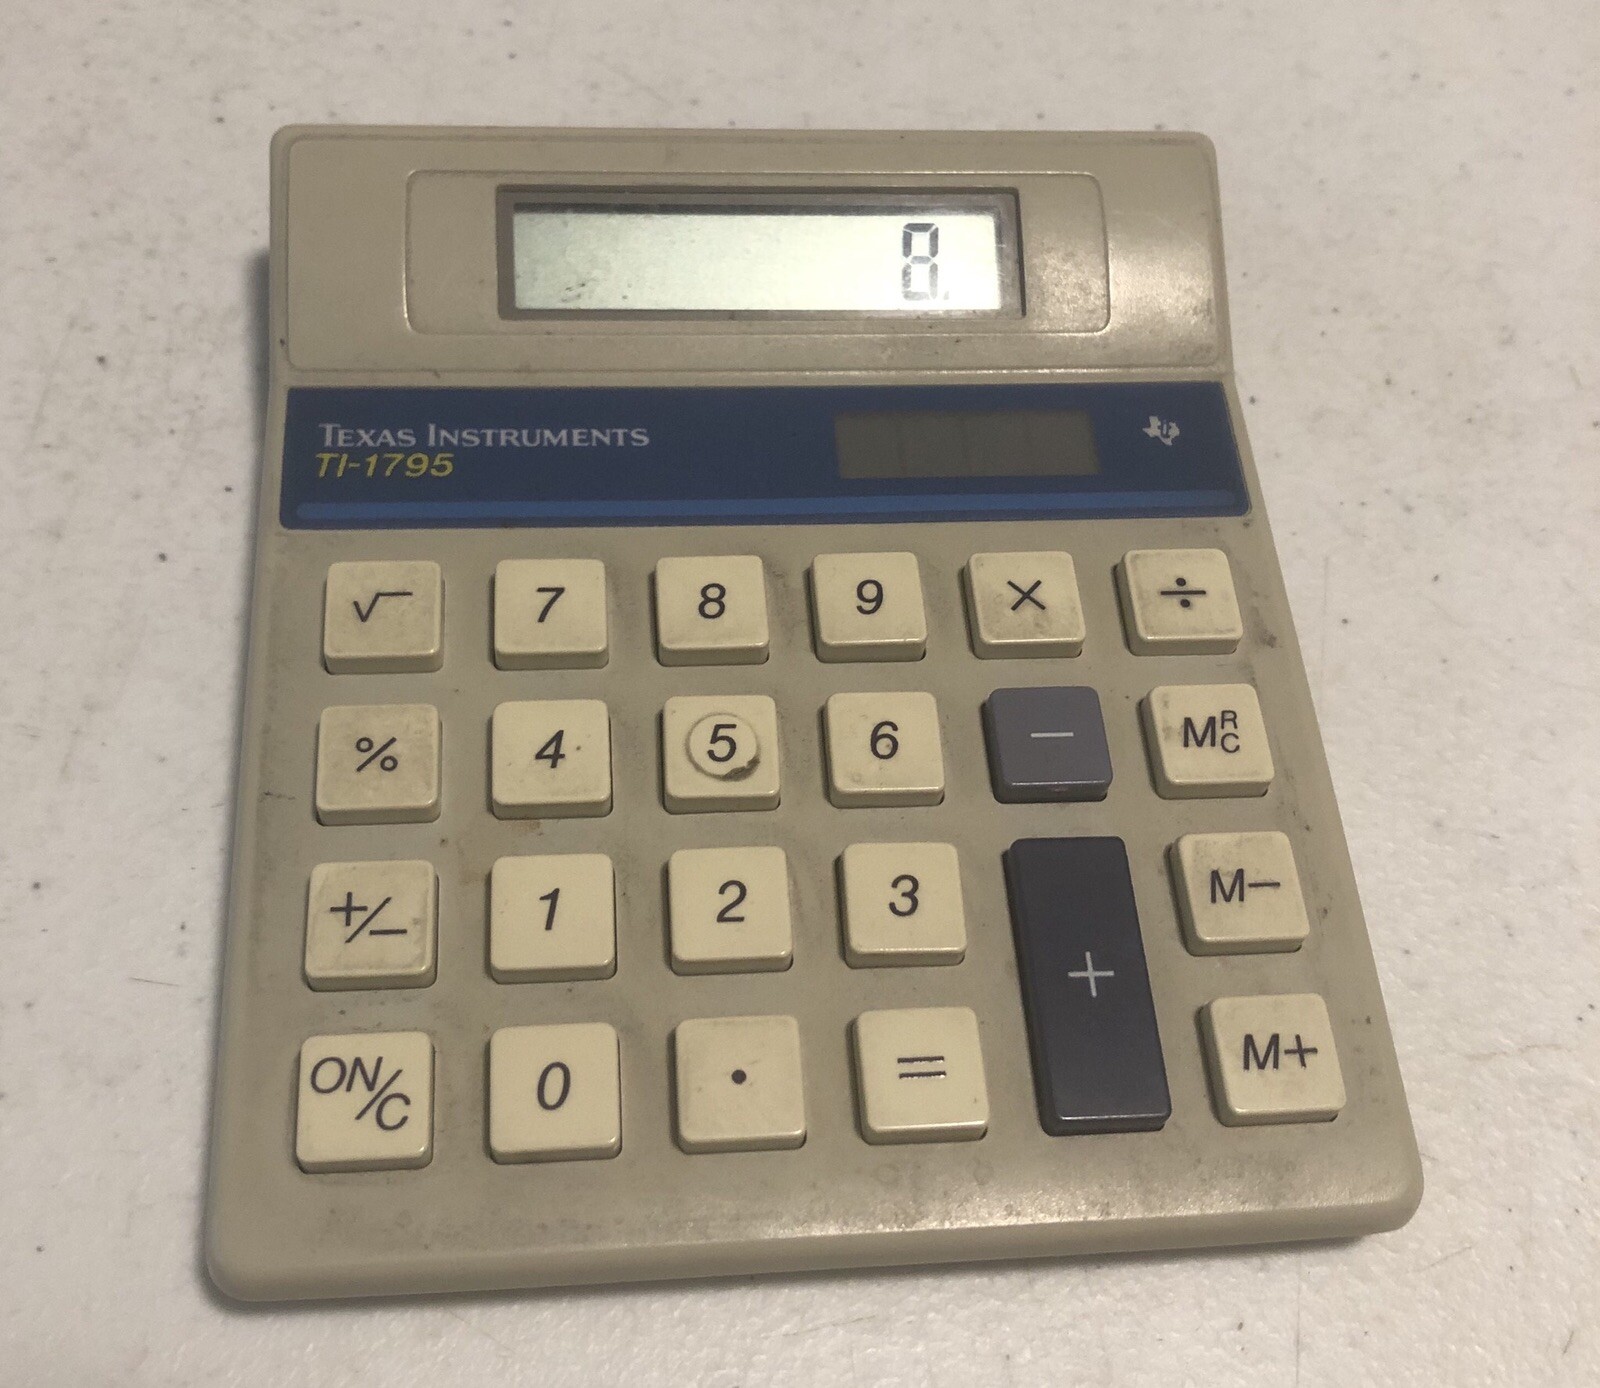 8.
TEXAS INSTRUMENTS
TI-1795
√ 7 8 9 × ÷
% 4 5 6 − MRC
+/− 1 2 3 + M−
ON/C 0 . = M+